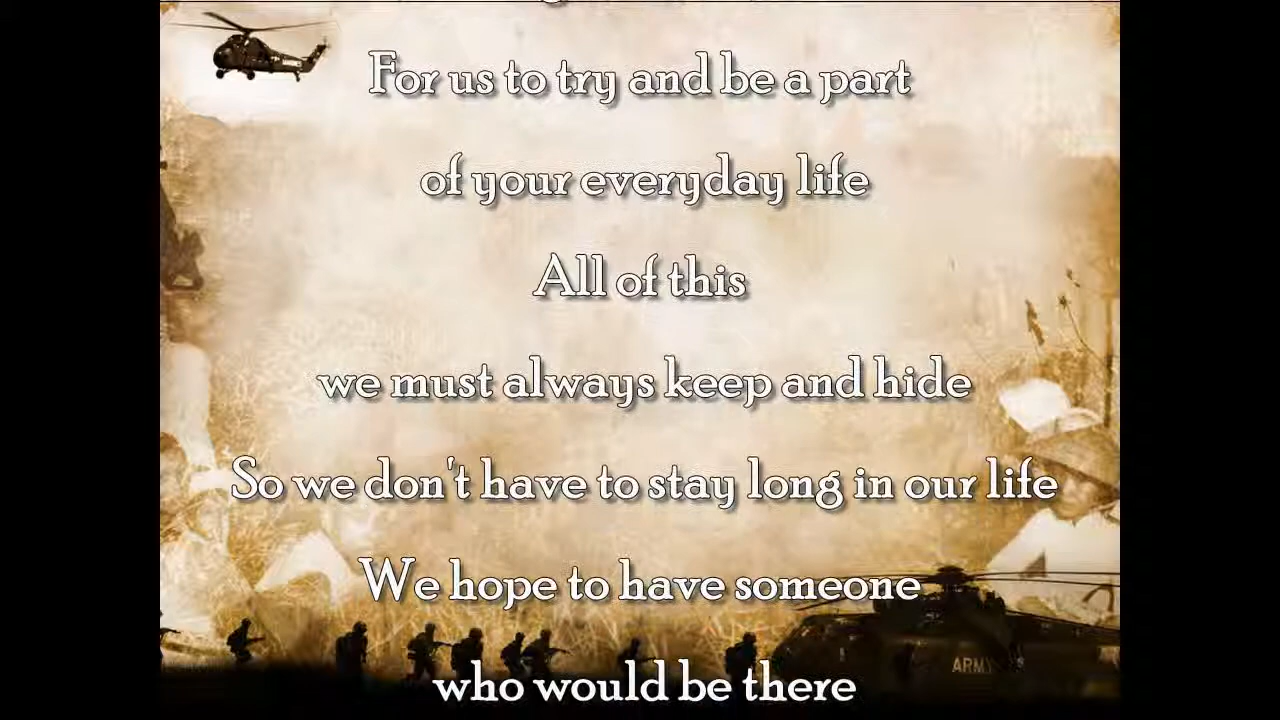 For us to try and be a part
of your everyday life
All of this
we must always keep and hide
So we don't have to stay long in our life
We hope to have someone
who would be there
ARMY